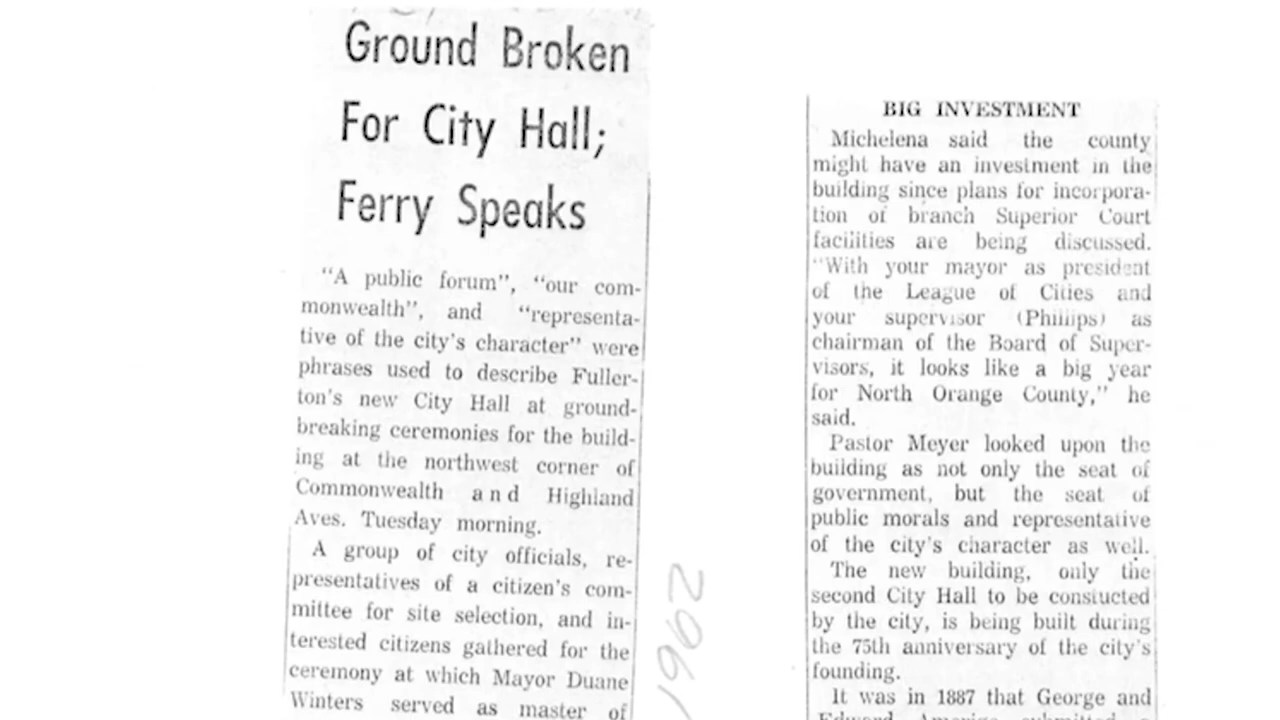 Ground Broken
For City Hall;
Ferry Speaks
"A public forum", "our com-
monwealth", and "representa-
tive of the city's character" were
phrases used to describe Fuller-
ton's new City Hall at ground-
breaking ceremonies for the build-
ing at the northwest corner of
Commonwealth and Highland
Aves. Tuesday morning.
A group of city officials, re-
presentatives of a citizen's com-
mittee for site selection, and in-
terested citizens gathered for the
ceremony at which Mayor Duane
Winters served as master of
1962
BIG INVESTMENT
Michelena said the county
might have an investment in the
building since plans for incorpora-
tion of branch Superior Court
facilities are being discussed.
"With your mayor as president
of the League of Cities and
your supervisor (Phillips) as
chairman of the Board of Super-
visors, it looks like a big year
for North Orange County," he
said.
Pastor Meyer looked upon the
building as not only the seat of
government, but the seat of
public morals and representative
of the city's character as well.
The new building, only the
second City Hall to be constucted
by the city, is being built during
the 75th anniversary of the city's
founding.
It was in 1887 that George and